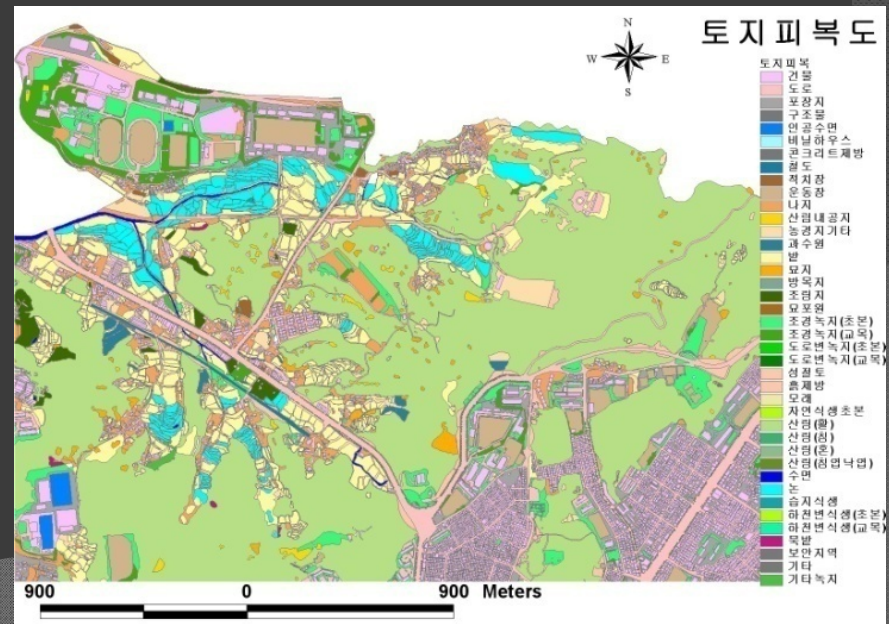 토지피복도
N
W E
S
토지피복
건물
도로
포장지
구조물
인공수면
비닐하우스
콘크리트제방
철도
적치장
운동장
나지
산림내공지
농경지기타
과수원
밭
묘지
방목지
조림지
묘포원
조경녹지(초본)
조경녹지(교목)
도로변녹지(초본)
도로변녹지(교목)
성절토
흙제방
모래
자연식생초본
산림(활)
산림(침)
산림(혼)
산림(침엽낙엽)
수면
논
습지식생
하천변식생(초본)
하천변식생(교목)
묵밭
보안지역
기타
기타녹지
900 0 900 Meters